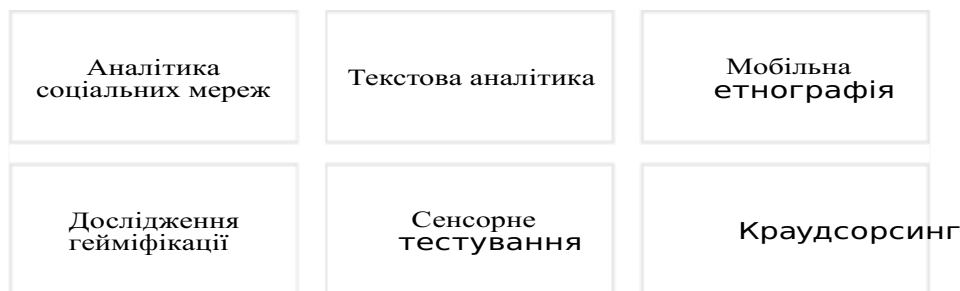 Аналітика
соціальних мереж
Текстова аналітика
Мобільна
етнографія
Дослідження
гейміфікації
Сенсорне
тестування
Краудсорсинг